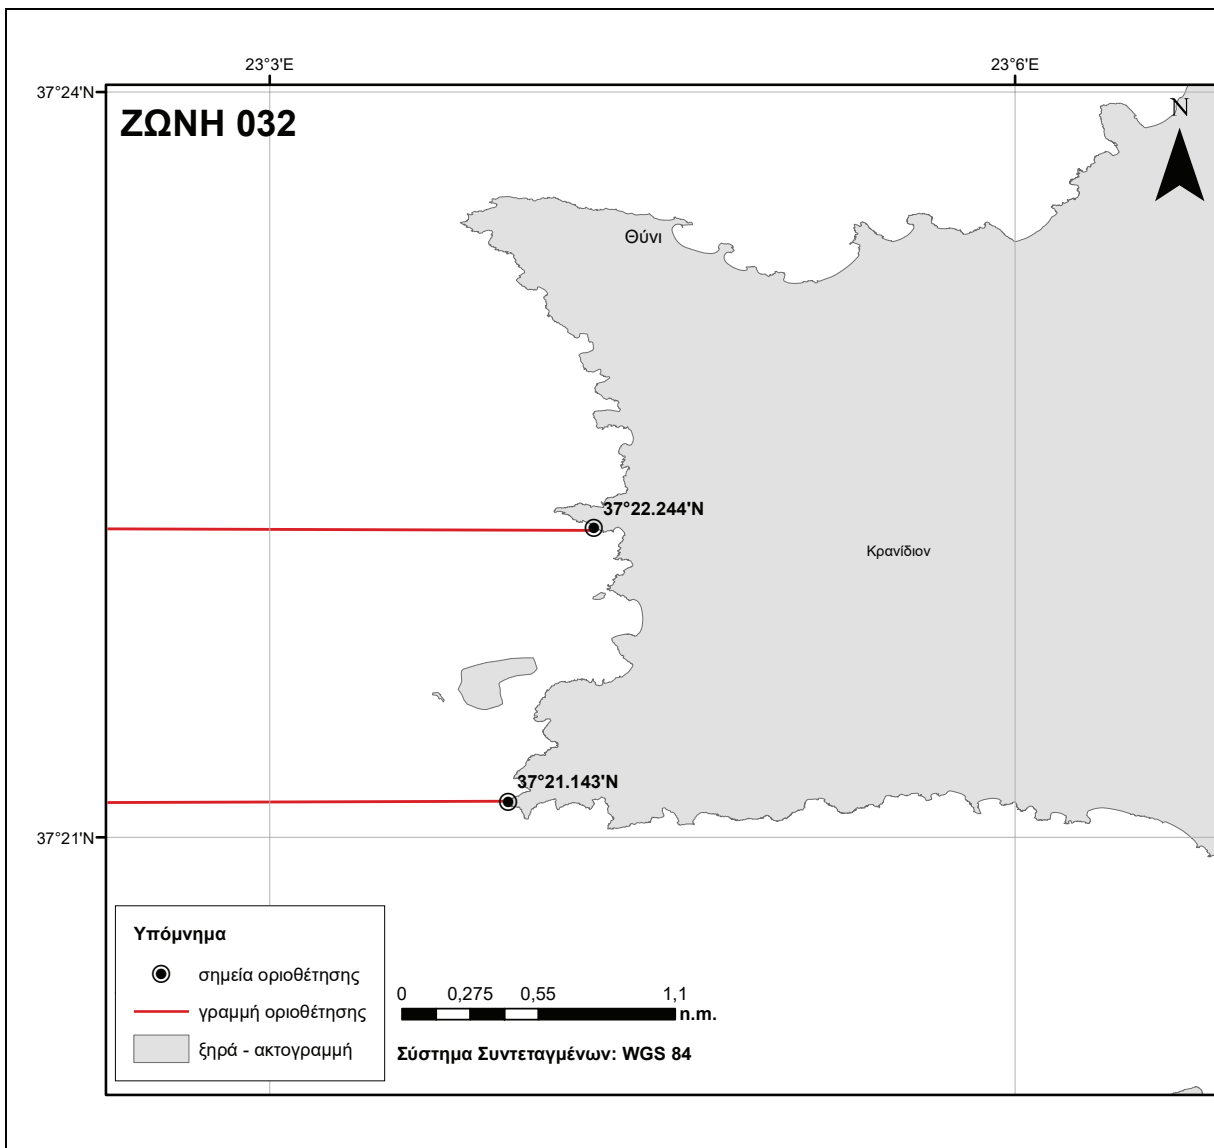 23°3'E
23°6'E
37°24'N
ΖΩΝΗ 032
N
Θύνι
37°22.244'N
Κρανίδιον
37°21.143'N
37°21'N
Υπόμνημα
σημεία οριοθέτησης
γραμμή οριοθέτησης
ξηρά - ακτογραμμή
0 0,275 0,55 1,1
n.m.
Σύστημα Συντεταγμένων: WGS 84